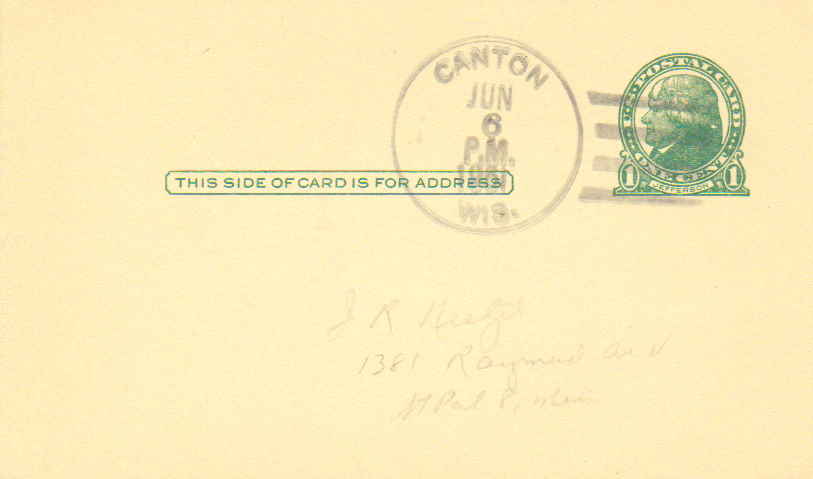 CANTON
JUN
6
P.M.
WIS.
U.S. POSTAL CARD
ONE CENT
1 JEFFERSON 1
THIS SIDE OF CARD IS FOR ADDRESS
J R
1381 Raymond Av N
St Paul 8, Minn